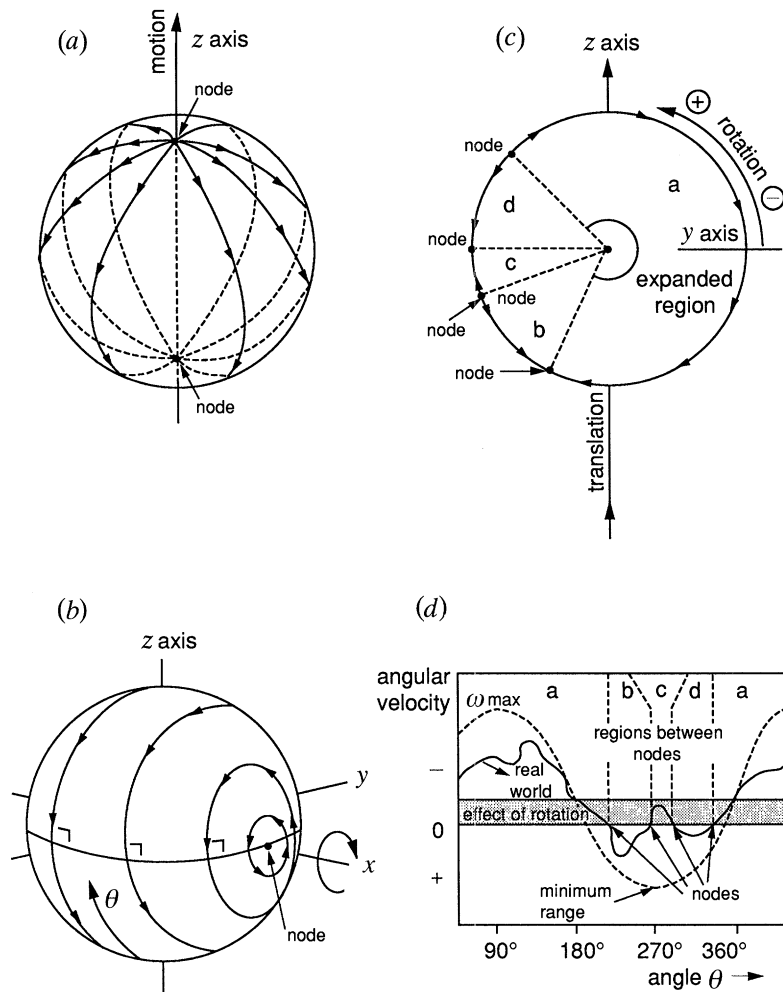 (a)
motion
z axis
node
node
(c)
z axis
+ rotation −
node
a
d
node
y axis
c
expanded
region
node
node
b
node
translation
(b)
z axis
y
x
θ
node
(d)
angular
velocity
ω max
a b c d a
regions between
nodes
−
real
world
effect of rotation
0
+
minimum
range
nodes
90° 180° 270° 360°
angle θ